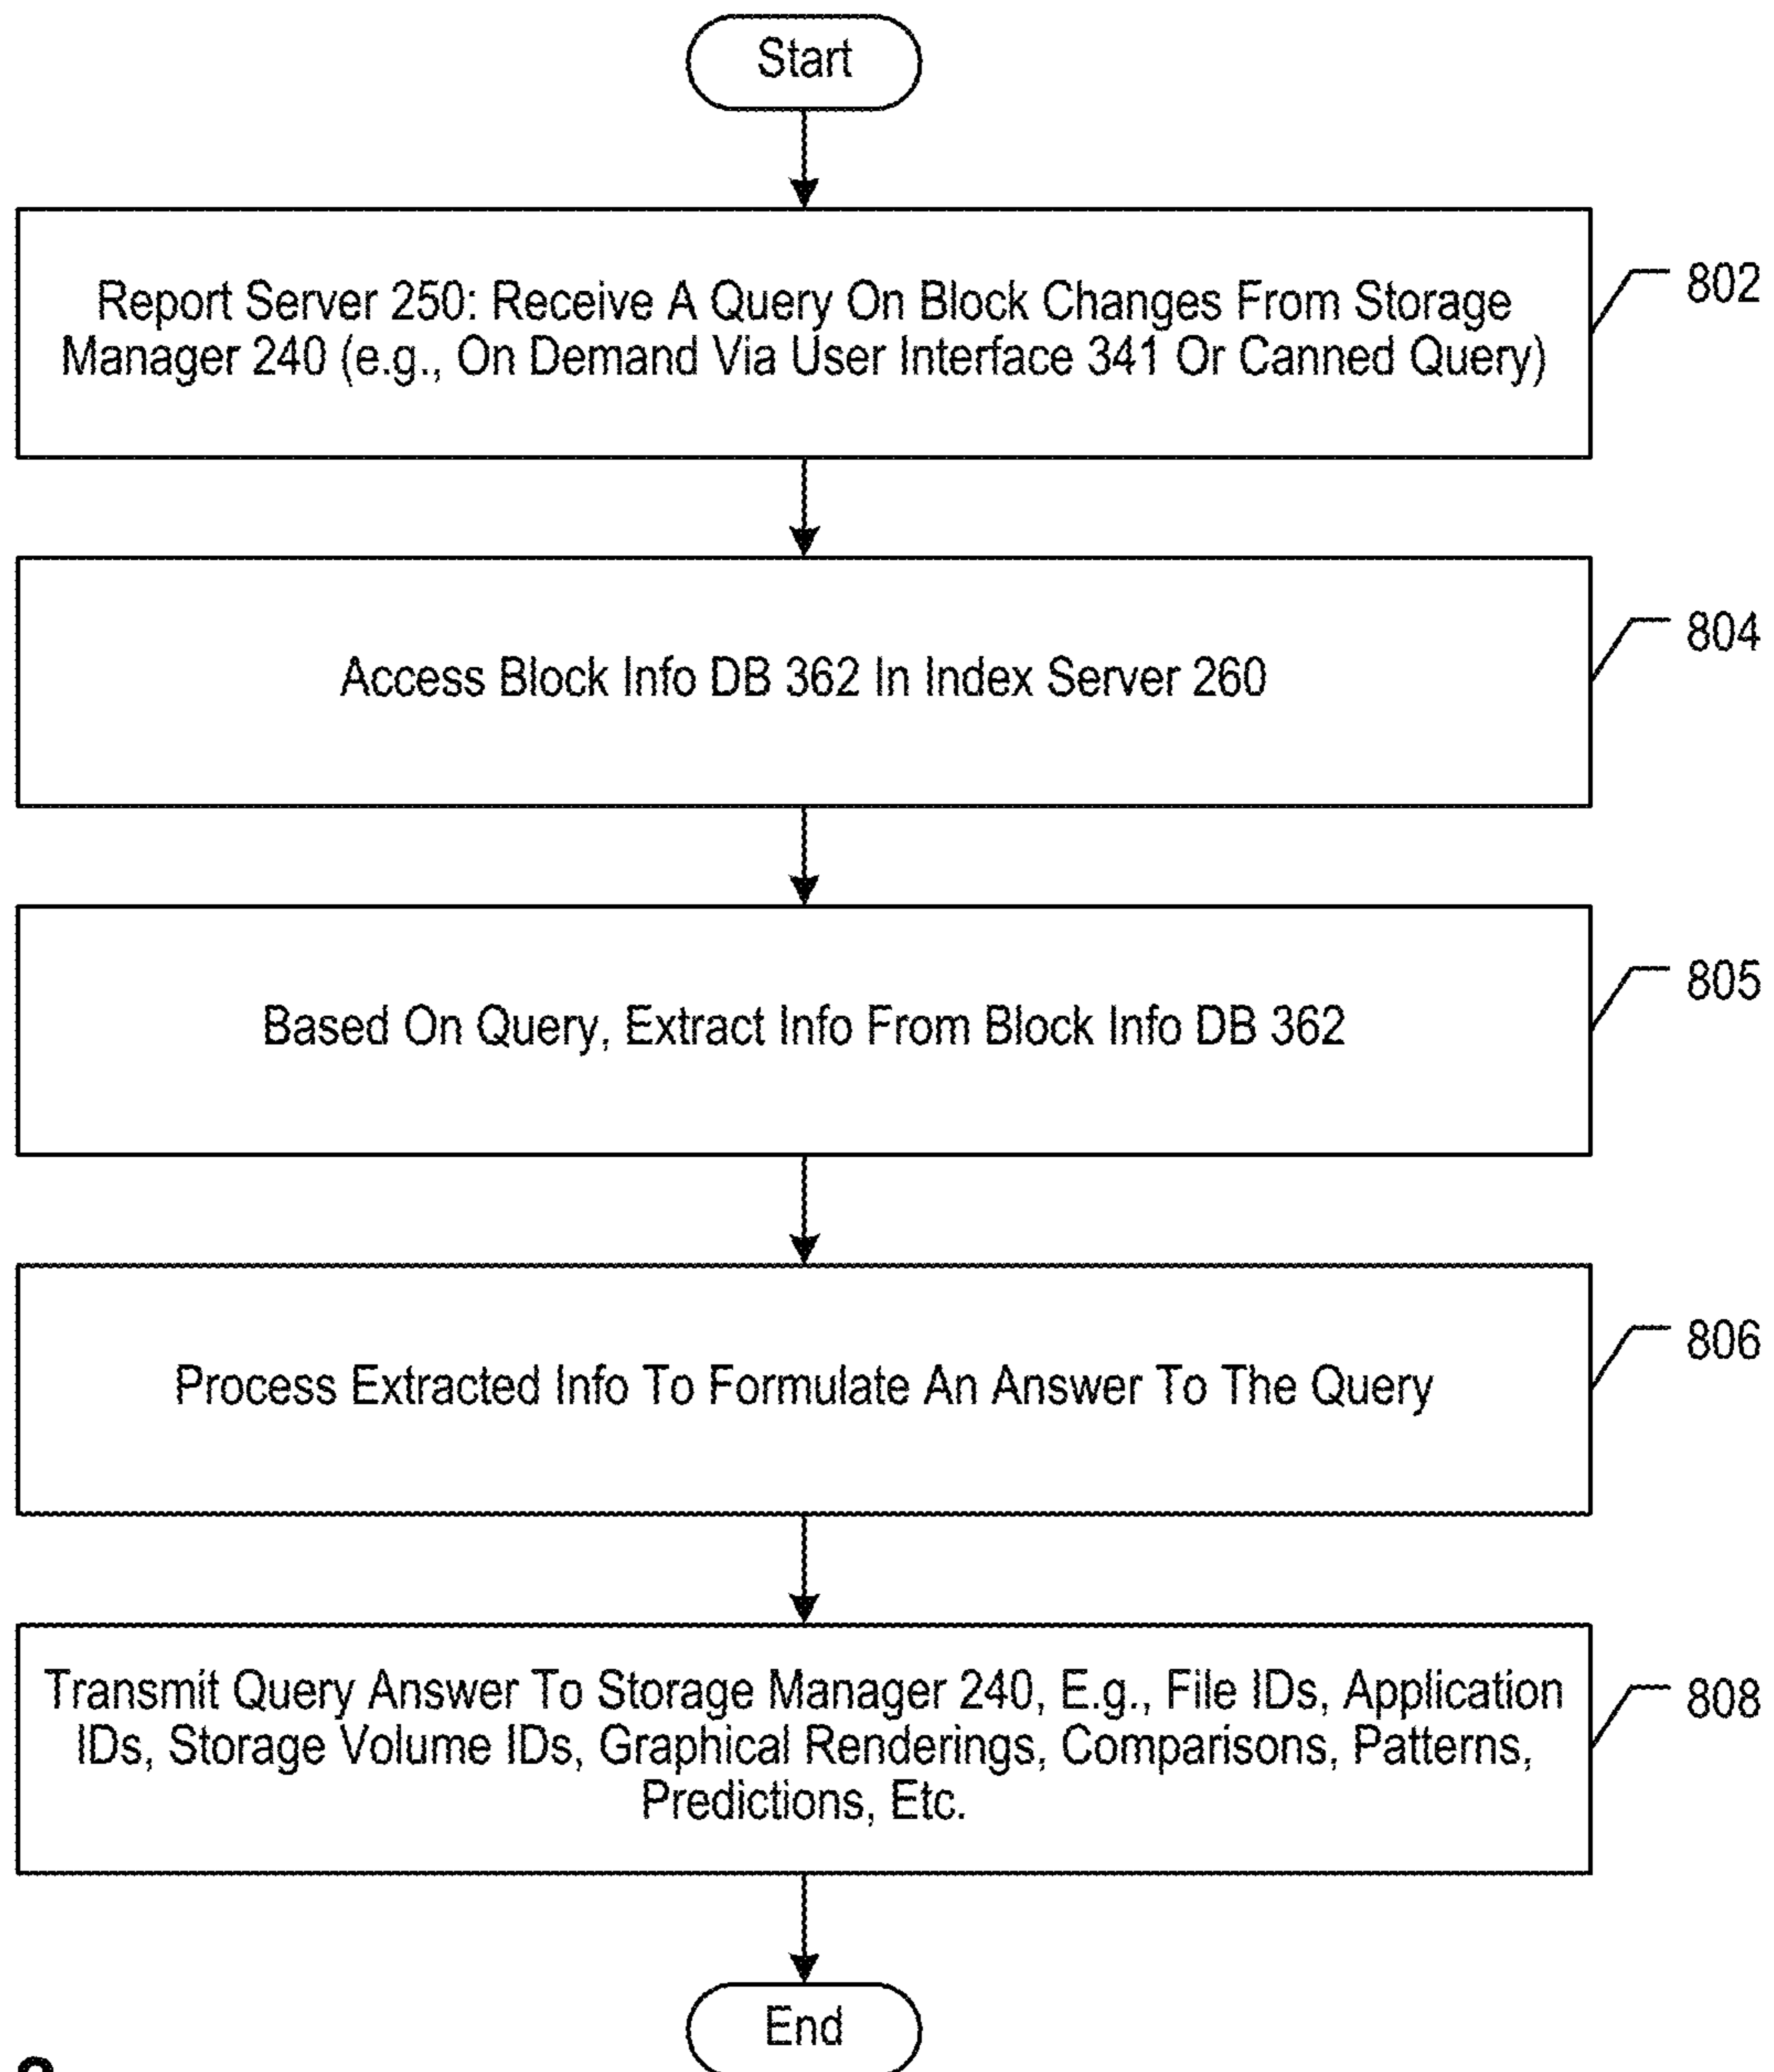 Start
Report Server 250: Receive A Query On Block Changes From Storage
Manager 240 (e.g., On Demand Via User Interface 341 Or Canned Query)
802
Access Block Info DB 362 In Index Server 260
804
Based On Query, Extract Info From Block Info DB 362
805
Process Extracted Info To Formulate An Answer To The Query
806
Transmit Query Answer To Storage Manager 240, E.g., File IDs, Application
IDs, Storage Volume IDs, Graphical Renderings, Comparisons, Patterns,
Predictions, Etc.
808
End